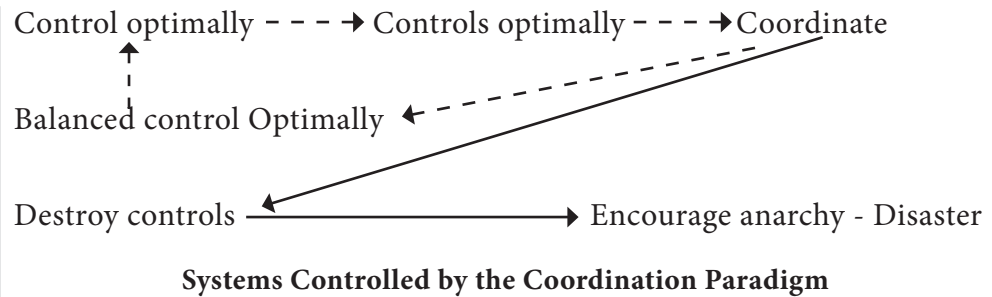 Control optimally Controls optimally Coordinate
Balanced control Optimally
Destroy controls Encourage anarchy - Disaster
Systems Controlled by the Coordination Paradigm